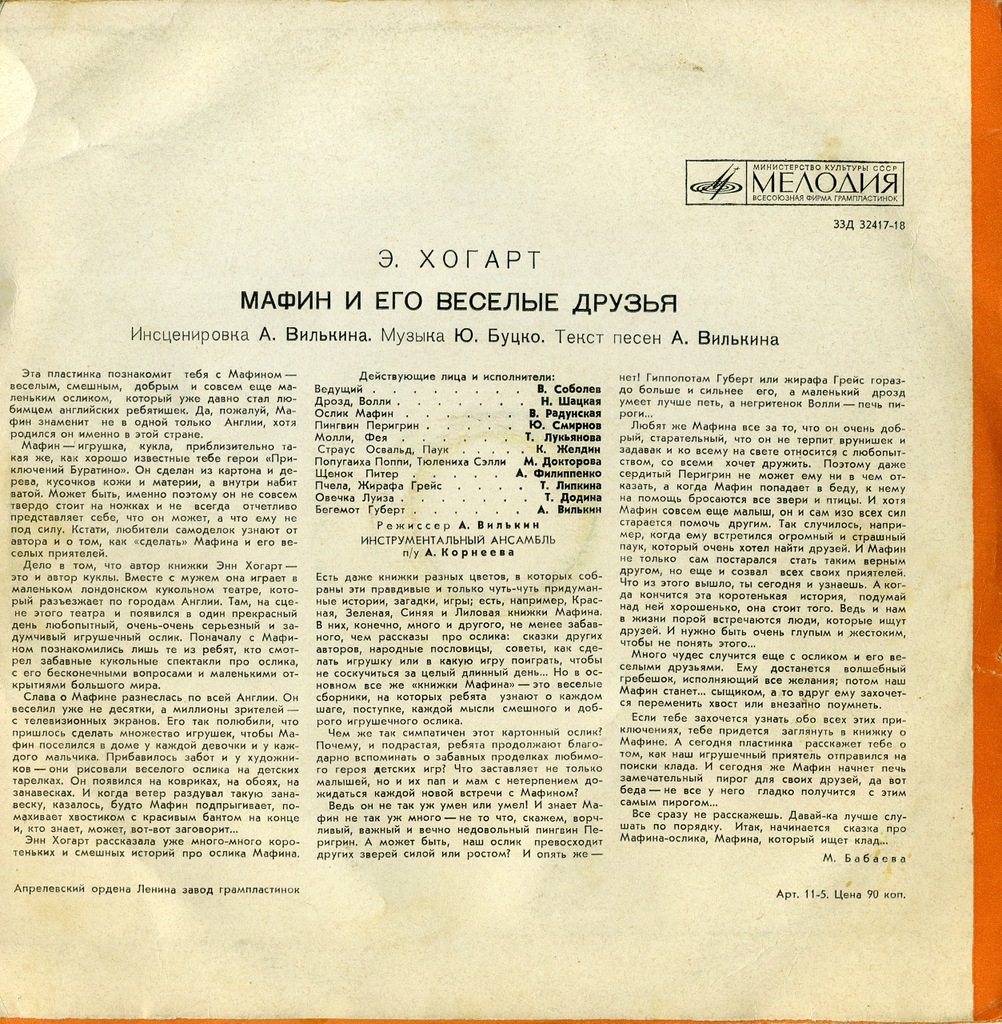 МИНИСТЕРСТВО КУЛЬТУРЫ СССР
МЕЛОДИЯ
ВСЕСОЮЗНАЯ ФИРМА ГРАМПЛАСТИНОК
33Д 32417-18
Э. ХОГАРТ
МАФИН И ЕГО ВЕСЕЛЫЕ ДРУЗЬЯ
Инсценировка А. Вилькина. Музыка Ю. Буцко. Текст песен А. Вилькина
Эта пластинка познакомит тебя с Мафином —
веселым, смешным, добрым и совсем еще ма-
леньким осликом, который уже давно стал лю-
бимцем английских ребятишек. Да, пожалуй, Ма-
фин знаменит не в одной только Англии, хотя
родился он именно в этой стране.
Мафин — игрушка, кукла, приблизительно та-
кая же, как хорошо известные тебе герои «При-
ключений Буратино». Он сделан из картона и де-
рева, кусочков кожи и материи, а внутри набит
ватой. Может быть, именно поэтому он не совсем
твердо стоит на ножках и не всегда отчетливо
представляет себе, что он может, а что ему не
под силу. Кстати, любители самоделок узнают от
автора и о том, как «сделать» Мафина и его ве-
селых приятелей.
Дело в том, что автор книжки Энн Хогарт —
это и автор куклы. Вместе с мужем она играет в
маленьком лондонском кукольном театре, кото-
рый разъезжает по городам Англии. Там, на сце-
не этого театра и появился в один прекрасный
день любопытный, очень-очень серьезный и за-
думчивый игрушечный ослик. Поначалу с Мафи-
ном познакомились лишь те из ребят, кто смот-
рел забавные кукольные спектакли про ослика,
с его бесконечными вопросами и маленькими от-
крытиями большого мира.
Слава о Мафине разнеслась по всей Англии. Он
веселил уже не десятки, а миллионы зрителей —
с телевизионных экранов. Его так полюбили, что
пришлось сделать множество игрушек, чтобы Ма-
фин поселился в доме у каждой девочки и у каж-
дого мальчика. Прибавилось забот и у художни-
ков — они рисовали веселого ослика на детских
тарелках. Он появился на ковриках, на обоях, на
занавесках. И когда ветер раздувал такую зана-
веску, казалось, будто Мафин подпрыгивает, по-
махивает хвостиком с красивым бантом на конце
и, кто знает, может, вот-вот заговорит...
Энн Хогарт рассказала уже много-много коро-
теньких и смешных историй про ослика Мафина.
Действующие лица и исполнители:
Ведущий . . . . . . . . В. Соболев
Дрозд, Волли . . . . . . . Н. Шацкая
Ослик Мафин . . . . . . . В. Радунская
Пингвин Перигрин . . . . . . Ю. Смирнов
Молли, Фея . . . . . . . Т. Лукьянова
Страус Освальд, Паук . . . . . К. Желдин
Попугаиха Поппи, Тюлениха Сэлли М. Докторова
Щенок Питер . . . . . . А. Филиппенко
Пчела, Жирафа Грейс . . . . . Т. Липкина
Овечка Луиза . . . . . . . Т. Додина
Бегемот Губерт . . . . . . . А. Вилькин
Режиссер А. Вилькин
ИНСТРУМЕНТАЛЬНЫЙ АНСАМБЛЬ
п/у А. Корнеева
Есть даже книжки разных цветов, в которых соб-
раны эти правдивые и только чуть-чуть придуман-
ные истории, загадки, игры; есть, например, Крас-
ная, Зеленая, Синяя и Лиловая книжки Мафина.
В них, конечно, много и другого, не менее забав-
ного, чем рассказы про ослика: сказки других
авторов, народные пословицы, советы, как сде-
лать игрушку или в какую игру поиграть, чтобы
не соскучиться за целый длинный день... Но в ос-
новном все же «книжки Мафина» — это веселые
сборники, на которых ребята узнают о каждом
шаге, поступке, каждой мысли смешного и доб-
рого игрушечного ослика.
Чем же так симпатичен этот картонный ослик?
Почему, и подрастая, ребята продолжают благо-
дарно вспоминать о забавных проделках любимо-
го героя детских игр? Что заставляет не только
малышей, но и их пап и мам с нетерпением до-
жидаться каждой новой встречи с Мафином?
Ведь он не так уж умен или умел! И знает Ма-
фин не так уж много — не то что, скажем, ворч-
ливый, важный и вечно недовольный пингвин Пе-
ригрин. А может быть, наш ослик превосходит
других зверей силой или ростом? И опять же —
нет! Гиппопотам Губерт или жирафа Грейс горазд-
до больше и сильнее его, а маленький дрозд
умеет лучше петь, а негритенок Волли — печь пи-
роги...
Любят же Мафина все за то, что он очень доб-
рый, старательный, что он не терпит врунишек и
задавак и ко всему на свете относится с любопыт-
ством, со всеми хочет дружить. Поэтому даже
сердитый Перигрин не может ему ни в чем от-
казать, а когда Мафин попадает в беду, к нему
на помощь бросаются все звери и птицы. И хотя
Мафин совсем еще малыш, он и сам изо всех сил
старается помочь другим. Так случилось, напри-
мер, когда ему встретился огромный и страшный
паук, который очень хотел найти друзей. И Мафин
не только сам постарался стать таким верным
другом, но еще и созвал всех своих приятелей.
Что из этого вышло, ты сегодня и узнаешь. А ког-
да кончится эта коротенькая история, подумай
над ней хорошенько, она стоит того. Ведь и нам
в жизни порой встречаются люди, которые ищут
друзей. И нужно быть очень глупым и жестоким,
чтобы не понять этого...
Много чудес случится еще с осликом и его ве-
селыми друзьями. Ему достанется волшебный
гребешок, исполняющий все желания; потом наш
Мафин станет... сыщиком, а то вдруг ему захочет-
ся переменить хвост или внезапно поумнеть.
Если тебе захочется узнать обо всех этих при-
ключениях, тебе придется заглянуть в книжку о
Мафине. А сегодня пластинка расскажет тебе о
том, как наш игрушечный приятель отправился на
поиски клада. И сегодня же Мафин начнет печь
замечательный пирог для своих друзей, да вот
беда — не все у него гладко получится с этим
самым пирогом...
Все сразу не расскажешь. Давай-ка лучше слу-
шать по порядку. Итак, начинается сказка про
Мафина-ослика, Мафина, который ищет клад...
М. Бабаева
Апрелевский ордена Ленина завод грампластинок
Арт. 11-5. Цена 90 коп.